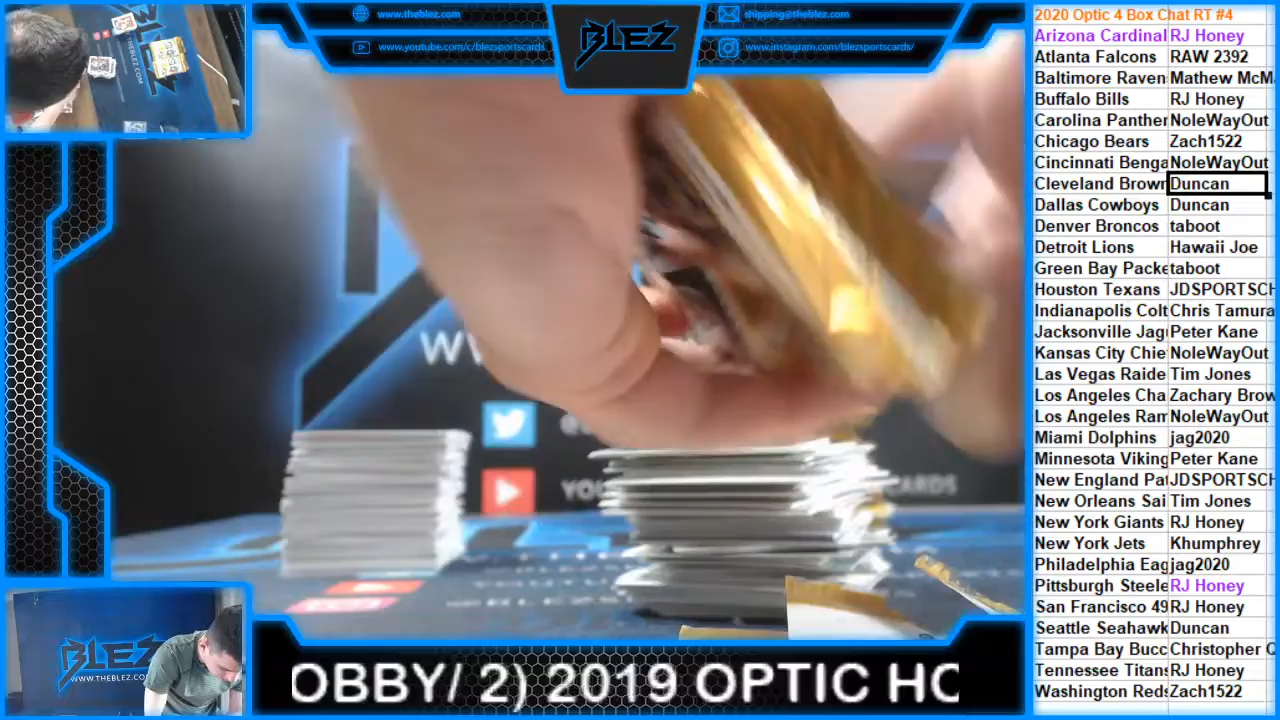 www.theblez.com
www.youtube.com/c/blezsportscards
BLEZ
shipping@theblez.com
www.instagram.com/blezsportscards/
2020 Optic 4 Box Chat RT #4
Arizona Cardinal RJ Honey
Atlanta Falcons RAW 2392
Baltimore Raven Mathew McMa
Buffalo Bills RJ Honey
Carolina Panther NoleWayOut
Chicago Bears Zach1522
Cincinnati Benga NoleWayOut
Cleveland Brown Duncan
Dallas Cowboys Duncan
Denver Broncos taboot
Detroit Lions Hawaii Joe
Green Bay Packe taboot
Houston Texans JDSPORTSCH
Indianapolis Colt Chris Tamura
Jacksonville Jagu Peter Kane
Kansas City Chie NoleWayOut
Las Vegas Raide Tim Jones
Los Angeles Cha Zachary Brow
Los Angeles Ram NoleWayOut
Miami Dolphins jag2020
Minnesota Viking Peter Kane
New England Pat JDSPORTSCH
New Orleans Sai Tim Jones
New York Giants RJ Honey
New York Jets Khumphrey
Philadelphia Eag jag2020
Pittsburgh Steele RJ Honey
San Francisco 49 RJ Honey
Seattle Seahawk Duncan
Tampa Bay Bucc Christopher Q
Tennessee Titans RJ Honey
Washington Reds Zach1522
YOU
CARDS
BLEZ
WWW.THEBLEZ.COM
OBBY/ 2) 2019 OPTIC HO